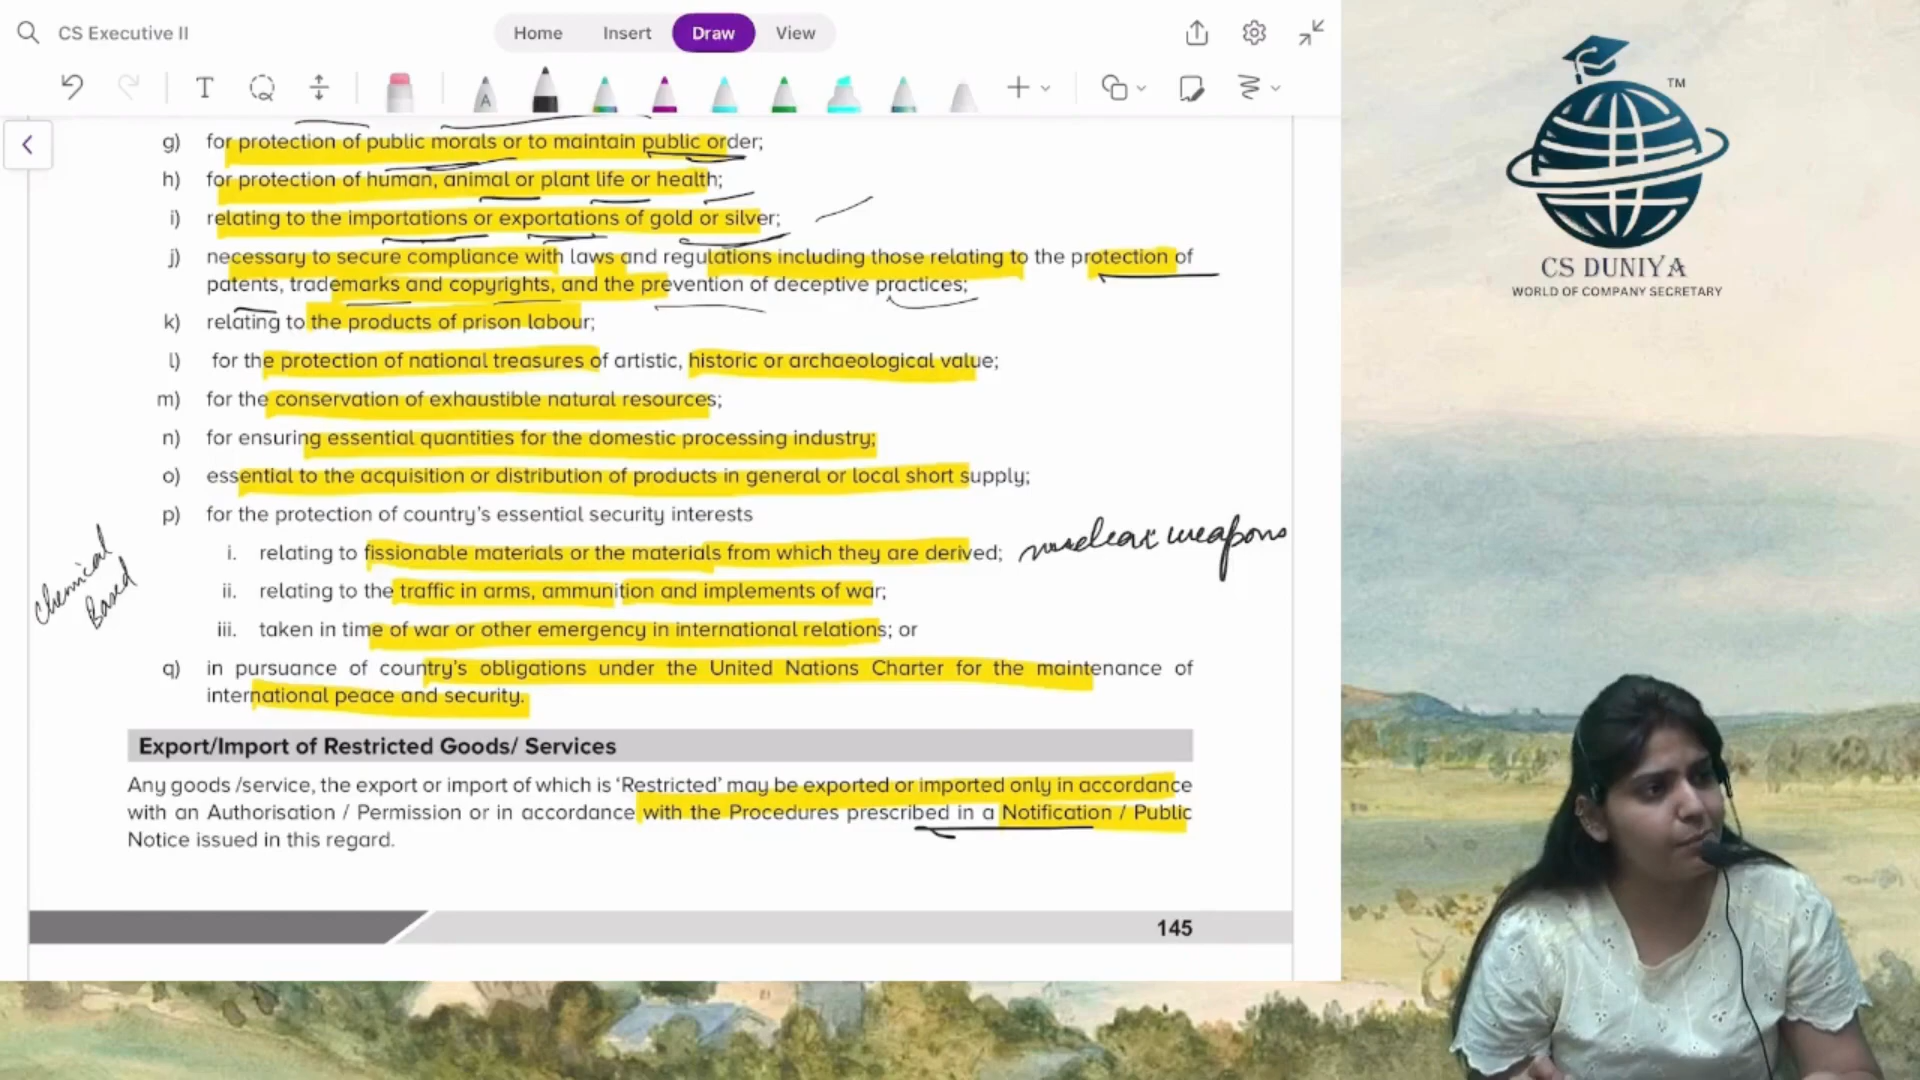 CS Executive II
Home
Insert
Draw
View
T
A
g) for protection of public morals or to maintain public order;
h) for protection of human, animal or plant life or health;
i) relating to the importations or exportations of gold or silver;
j) necessary to secure compliance with laws and regulations including those relating to the protection of
patents, trademarks and copyrights, and the prevention of deceptive practices;
k) relating to the products of prison labour;
l) for the protection of national treasures of artistic, historic or archaeological value;
m) for the conservation of exhaustible natural resources;
n) for ensuring essential quantities for the domestic processing industry;
o) essential to the acquisition or distribution of products in general or local short supply;
p) for the protection of country's essential security interests
i. relating to fissionable materials or the materials from which they are derived;
nuclear weapons
ii. relating to the traffic in arms, ammunition and implements of war;
Chemical
Based
iii. taken in time of war or other emergency in international relations; or
q) in pursuance of country's obligations under the United Nations Charter for the maintenance of
international peace and security.
Export/Import of Restricted Goods/ Services
Any goods /service, the export or import of which is ‘Restricted’ may be exported or imported only in accordance
with an Authorisation / Permission or in accordance with the Procedures prescribed in a Notification / Public
Notice issued in this regard.
145
TM
CS DUNIYA
WORLD OF COMPANY SECRETARY